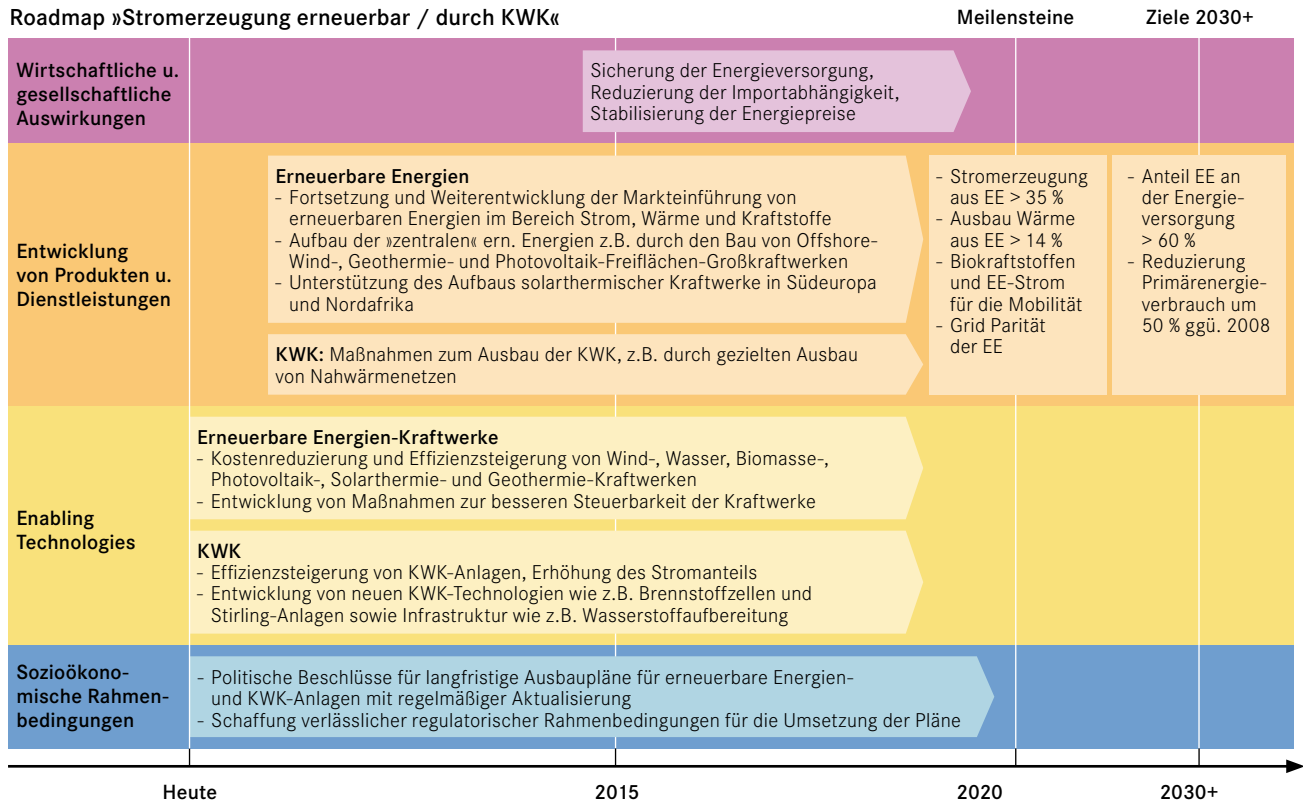 Roadmap »Stromerzeugung erneuerbar / durch KWK«
Meilensteine
Ziele 2030+
Wirtschaftliche u.
gesellschaftliche
Auswirkungen
Sicherung der Energieversorgung,
Reduzierung der Importabhängigkeit,
Stabilisierung der Energiepreise
Entwicklung
von Produkten u.
Dienstleistungen
Erneuerbare Energien
- Fortsetzung und Weiterentwicklung der Markteinführung von
erneuerbaren Energien im Bereich Strom, Wärme und Kraftstoffe
- Aufbau der »zentralen« ern. Energien z.B. durch den Bau von Offshore-
Wind-, Geothermie- und Photovoltaik-Freiflächen-Großkraftwerken
- Unterstützung des Aufbaus solarthermischer Kraftwerke in Südeuropa
und Nordafrika
KWK: Maßnahmen zum Ausbau der KWK, z.B. durch gezielten Ausbau
von Nahwärmenetzen
- Stromerzeugung
aus EE > 35 %
- Ausbau Wärme
aus EE > 14 %
- Biokraftstoffen
und EE-Strom
für die Mobilität
- Grid Parität
der EE
- Anteil EE an
der Energie-
versorgung
> 60 %
- Reduzierung
Primärenergie-
verbrauch um
50 % ggü. 2008
Enabling
Technologies
Erneuerbare Energien-Kraftwerke
- Kostenreduzierung und Effizienzsteigerung von Wind-, Wasser, Biomasse-,
Photovoltaik-, Solarthermie- und Geothermie-Kraftwerken
- Entwicklung von Maßnahmen zur besseren Steuerbarkeit der Kraftwerke
KWK
- Effizienzsteigerung von KWK-Anlagen, Erhöhung des Stromanteils
- Entwicklung von neuen KWK-Technologien wie z.B. Brennstoffzellen und
Stirling-Anlagen sowie Infrastruktur wie z.B. Wasserstoffaufbereitung
Sozioökono-
mische Rahmen-
bedingungen
- Politische Beschlüsse für langfristige Ausbaupläne für erneuerbare Energien-
und KWK-Anlagen mit regelmäßiger Aktualisierung
- Schaffung verlässlicher regulatorischer Rahmenbedingungen für die Umsetzung der Pläne
Heute
2015
2020
2030+